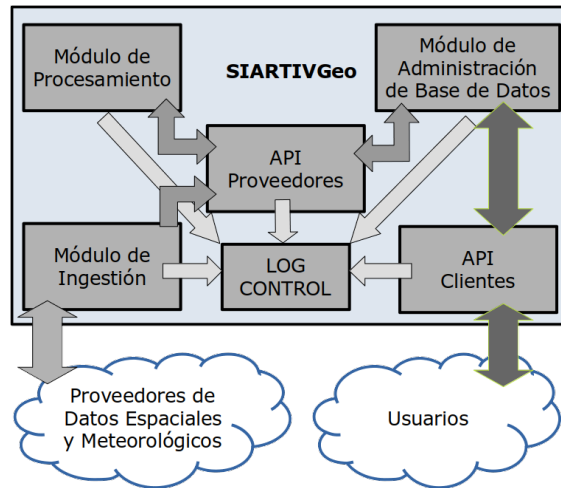 Módulo de
Procesamiento
SIARTIVGeo
Módulo de
Administración
de Base de Datos
API
Proveedores
Módulo de
Ingestión
LOG
CONTROL
API
Clientes
Proveedores de
Datos Espaciales
y Meteorológicos
Usuarios